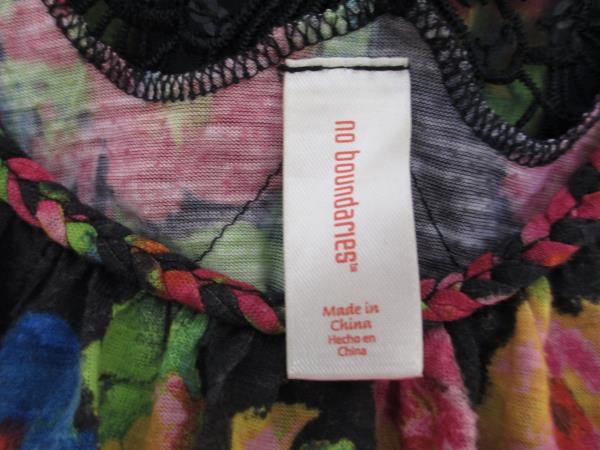 no boundaries™
Made in
China
Hecho en
China